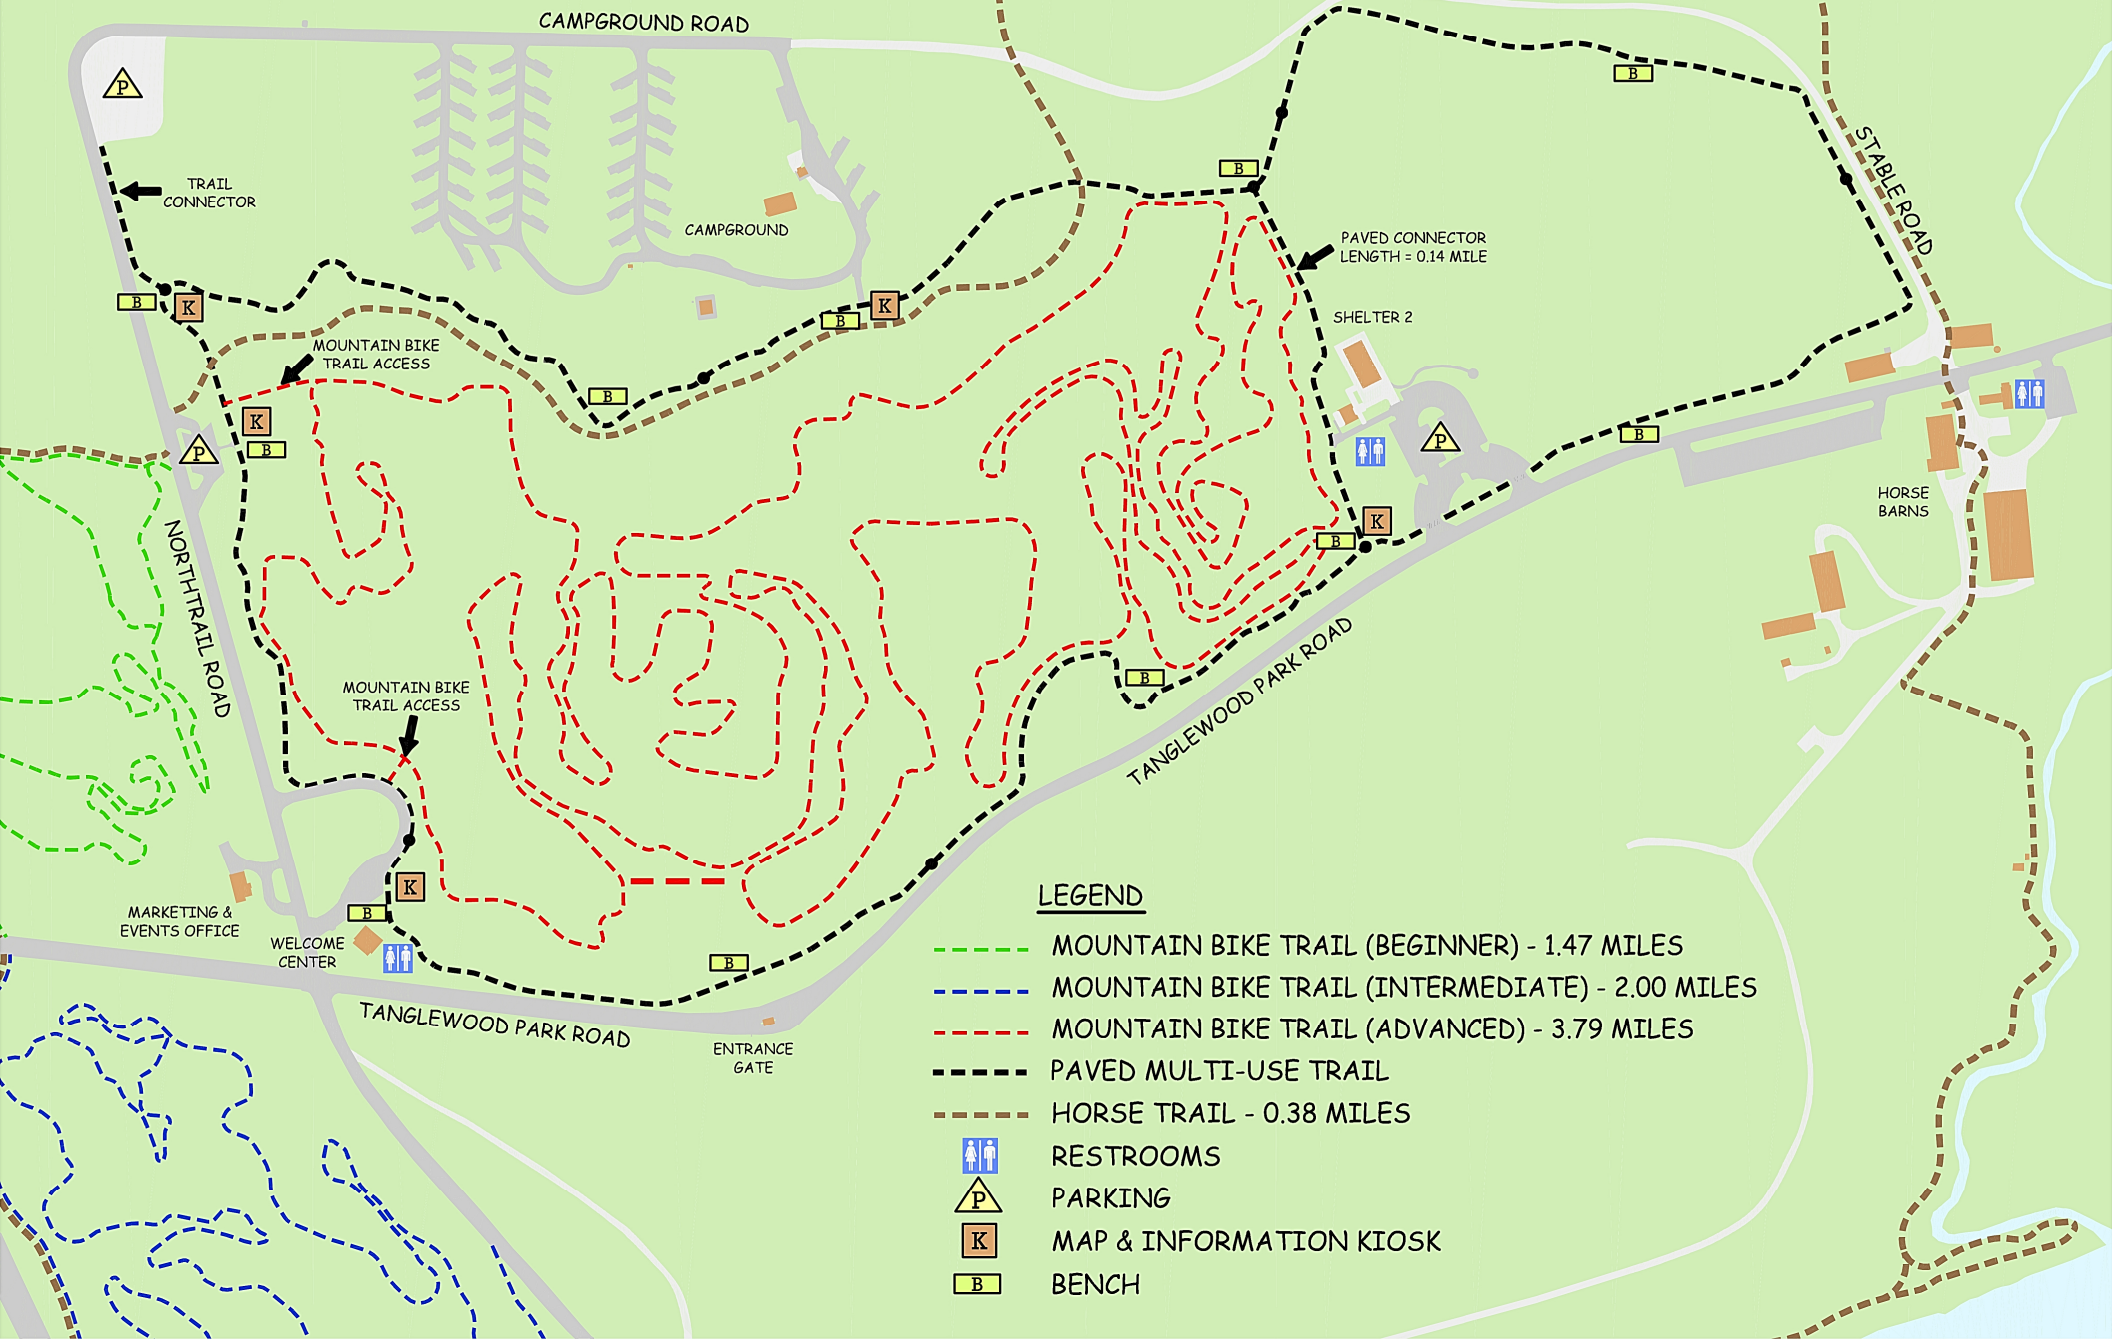 CAMPGROUND ROAD
P
TRAIL
CONNECTOR
B
STABLE ROAD
B
CAMPGROUND
PAVED CONNECTOR
LENGTH = 0.14 MILE
B
K
B
K
SHELTER 2
MOUNTAIN BIKE
TRAIL ACCESS
B
K
B
P
P
B
HORSE
BARNS
K
B
NORTHTRAIL ROAD
MOUNTAIN BIKE
TRAIL ACCESS
B
TANGLEWOOD PARK ROAD
K
B
MARKETING &
EVENTS OFFICE
WELCOME
CENTER
B
TANGLEWOOD PARK ROAD
ENTRANCE
GATE
LEGEND
MOUNTAIN BIKE TRAIL (BEGINNER) - 1.47 MILES
MOUNTAIN BIKE TRAIL (INTERMEDIATE) - 2.00 MILES
MOUNTAIN BIKE TRAIL (ADVANCED) - 3.79 MILES
PAVED MULTI-USE TRAIL
HORSE TRAIL - 0.38 MILES
RESTROOMS
P PARKING
K MAP & INFORMATION KIOSK
B BENCH